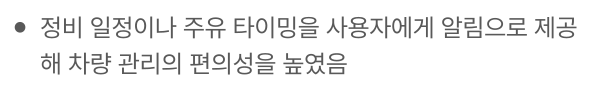 ● 정비 일정이나 주유 타이밍을 사용자에게 알림으로 제공
해 차량 관리의 편의성을 높였음